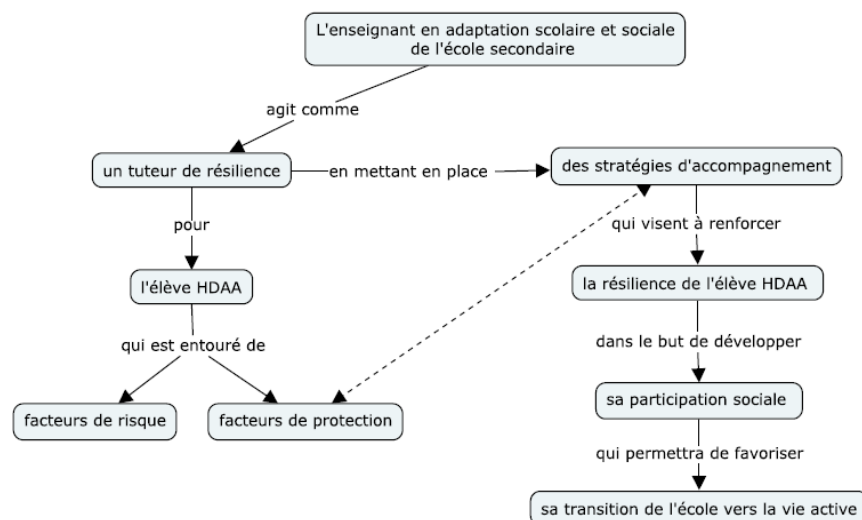 L'enseignant en adaptation scolaire et sociale
de l'école secondaire
agit comme
un tuteur de résilience
en mettant en place
des stratégies d'accompagnement
pour
qui visent à renforcer
l'élève HDAA
la résilience de l'élève HDAA
qui est entouré de
dans le but de développer
facteurs de risque
facteurs de protection
sa participation sociale
qui permettra de favoriser
sa transition de l'école vers la vie active